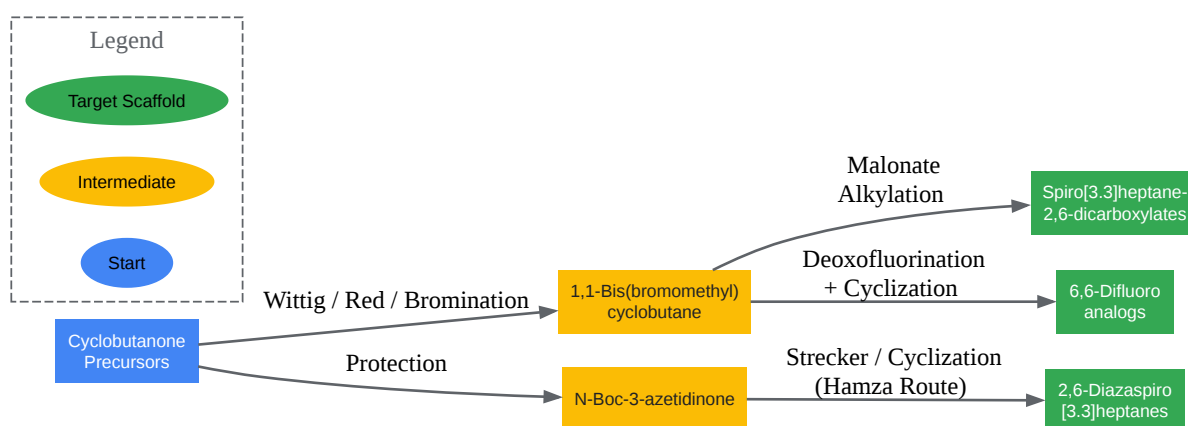 Legend
Target Scaffold
Intermediate
Start
Cyclobutanone
Precursors
Wittig / Red / Bromination
Protection
1,1-Bis(bromomethyl)
cyclobutane
N-Boc-3-azetidinone
Malonate
Alkylation
Deoxofluorination
+ Cyclization
Strecker / Cyclization
(Hamza Route)
Spiro[3.3]heptane-
2,6-dicarboxylates
6,6-Difluoro
analogs
2,6-Diazaspiro
[3.3]heptanes